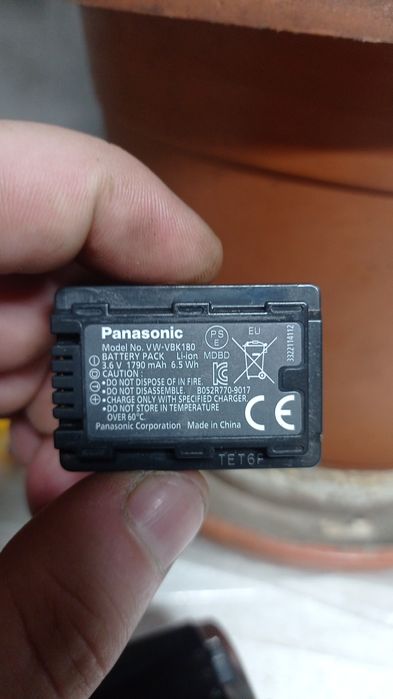 Panasonic
Model No. VW-VBK180
BATTERY PACK Li-ion
3.6 V 1790 mAh 6.5 Wh
CAUTION :
•DO NOT DISPOSE OF FIRE.
•DO NOT DISASSEMBLE. B052R770-9017
•CHARGE ONLY WITH SPECIFIED CHARGER
•DO NOT STORE IN TEMPERATURE
OVER 60℃.
Panasonic Corporation Made in China
PS
E
MDBD
EU
CE
3322114112
TET6F